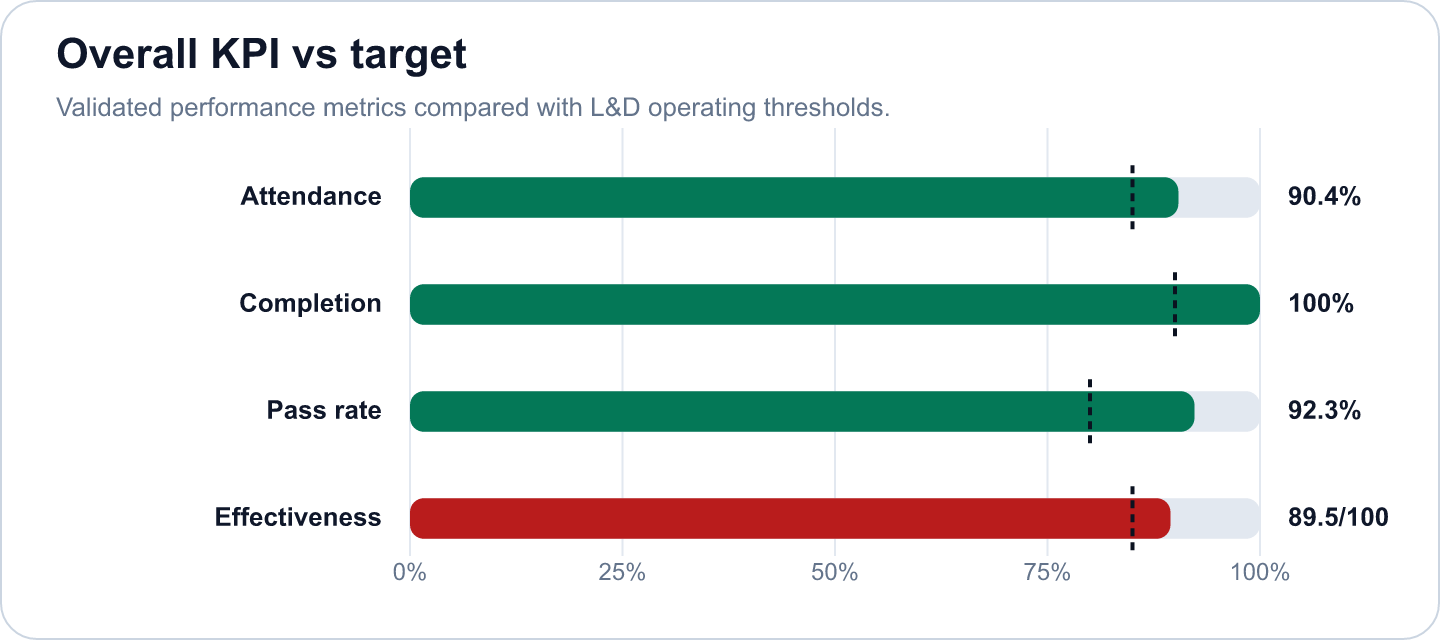 Overall KPI vs target
Validated performance metrics compared with L&D operating thresholds.
Attendance 90.4%
Completion 100%
Pass rate 92.3%
Effectiveness 89.5/100
0% 25% 50% 75% 100%